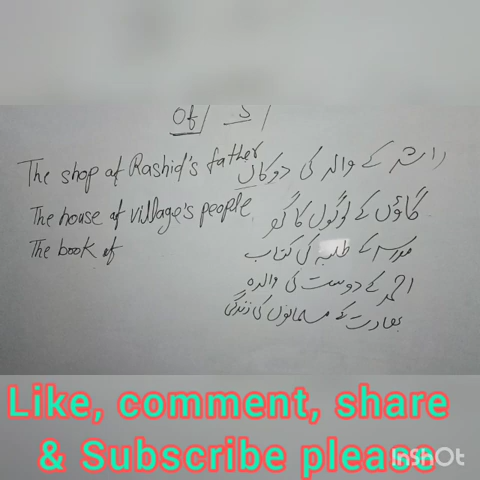 Of / s /
The shop of Rashid's father راشد کے والد کی دوکان
The house of village's people گاؤں کے لوگوں کا گھر
The book of مدرسہ کے طلبہ کی کتاب
احمد کے دوست کی والدہ
بھارت کے مسلمانوں کی زندگی
Like, comment, share
& Subscribe please
InShOt